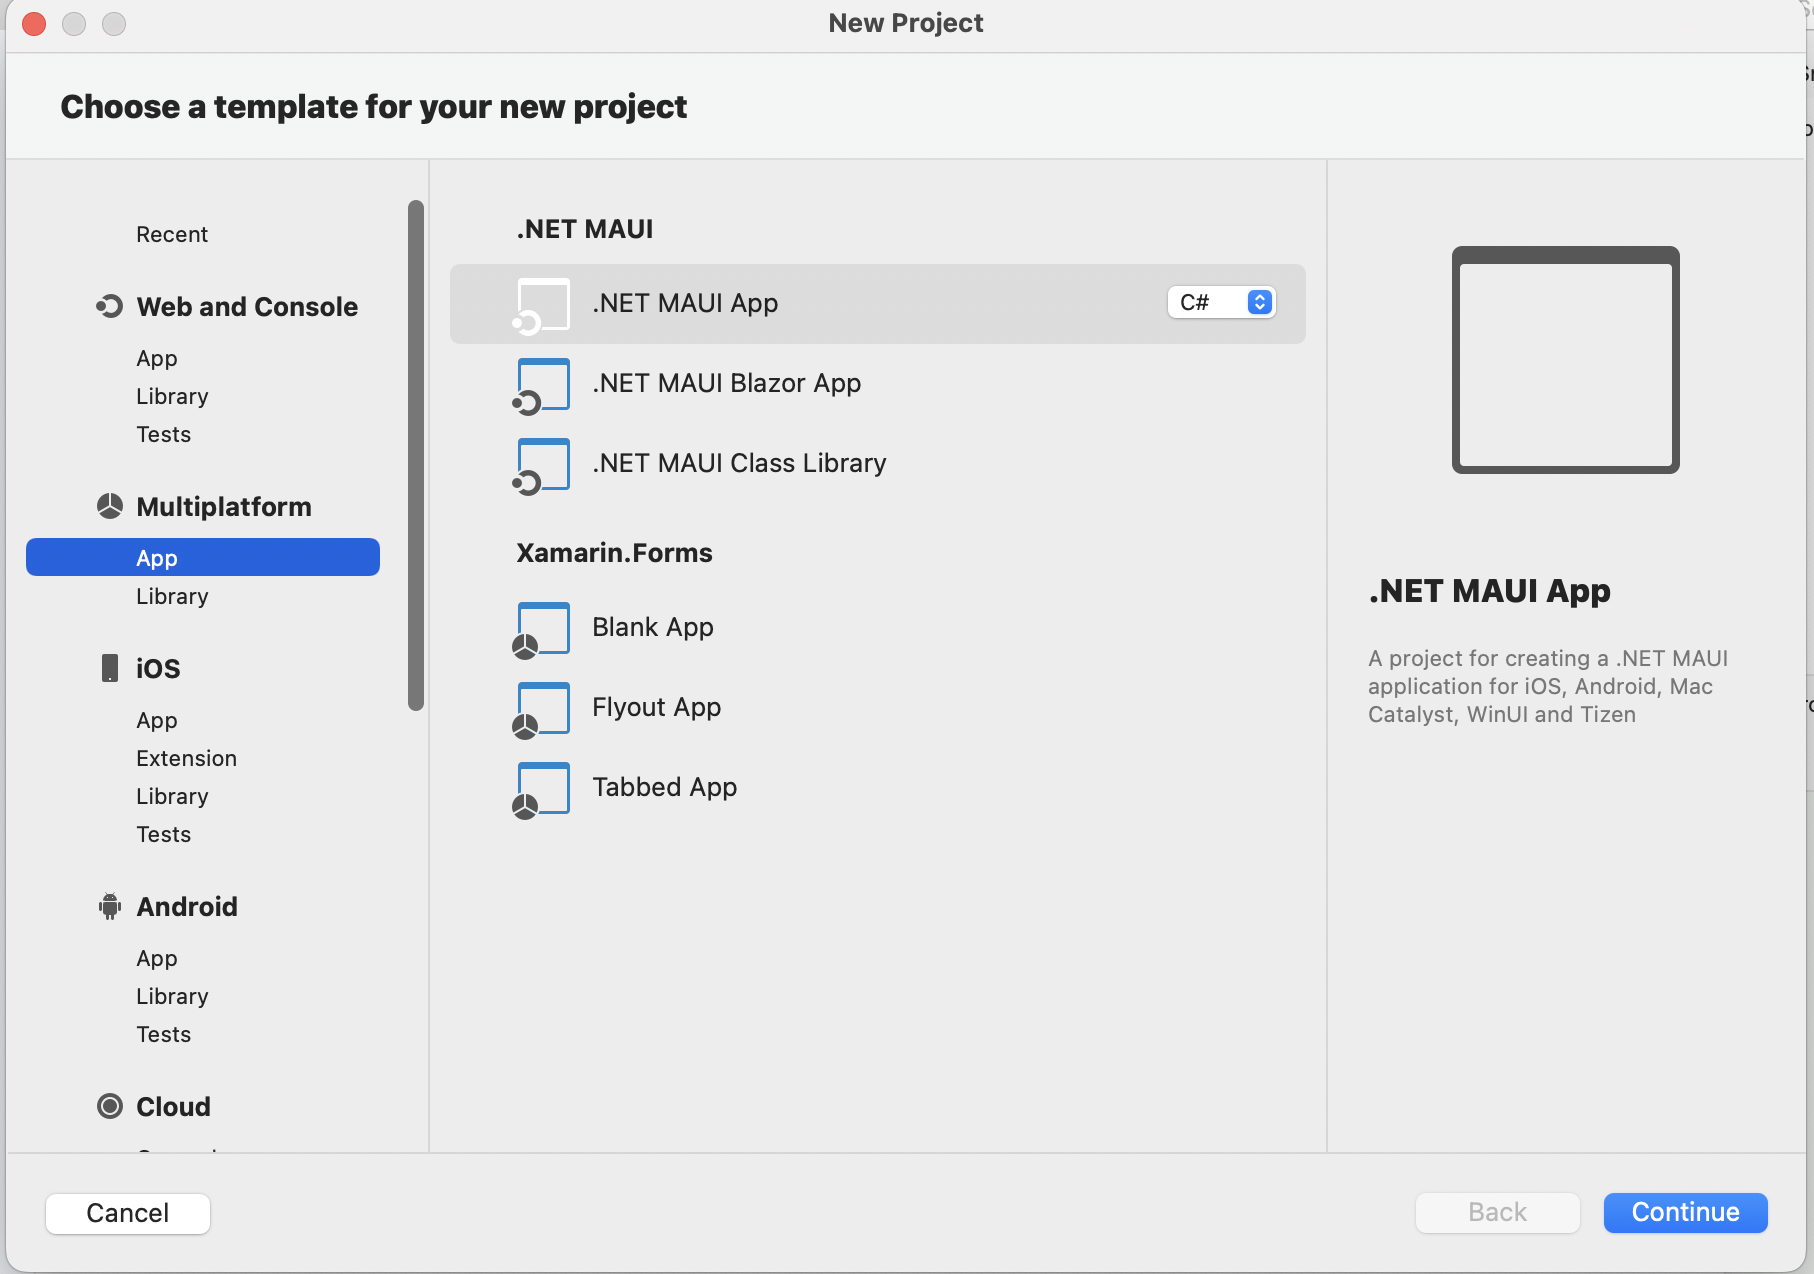 New Project
Choose a template for your new project
Recent
Web and Console
App
Library
Tests
Multiplatform
App
Library
iOS
App
Extension
Library
Tests
Android
App
Library
Tests
Cloud
.NET MAUI
.NET MAUI App
C#
.NET MAUI Blazor App
.NET MAUI Class Library
Xamarin.Forms
Blank App
Flyout App
Tabbed App
.NET MAUI App
A project for creating a .NET MAUI
application for iOS, Android, Mac
Catalyst, WinUI and Tizen
Cancel
Back
Continue